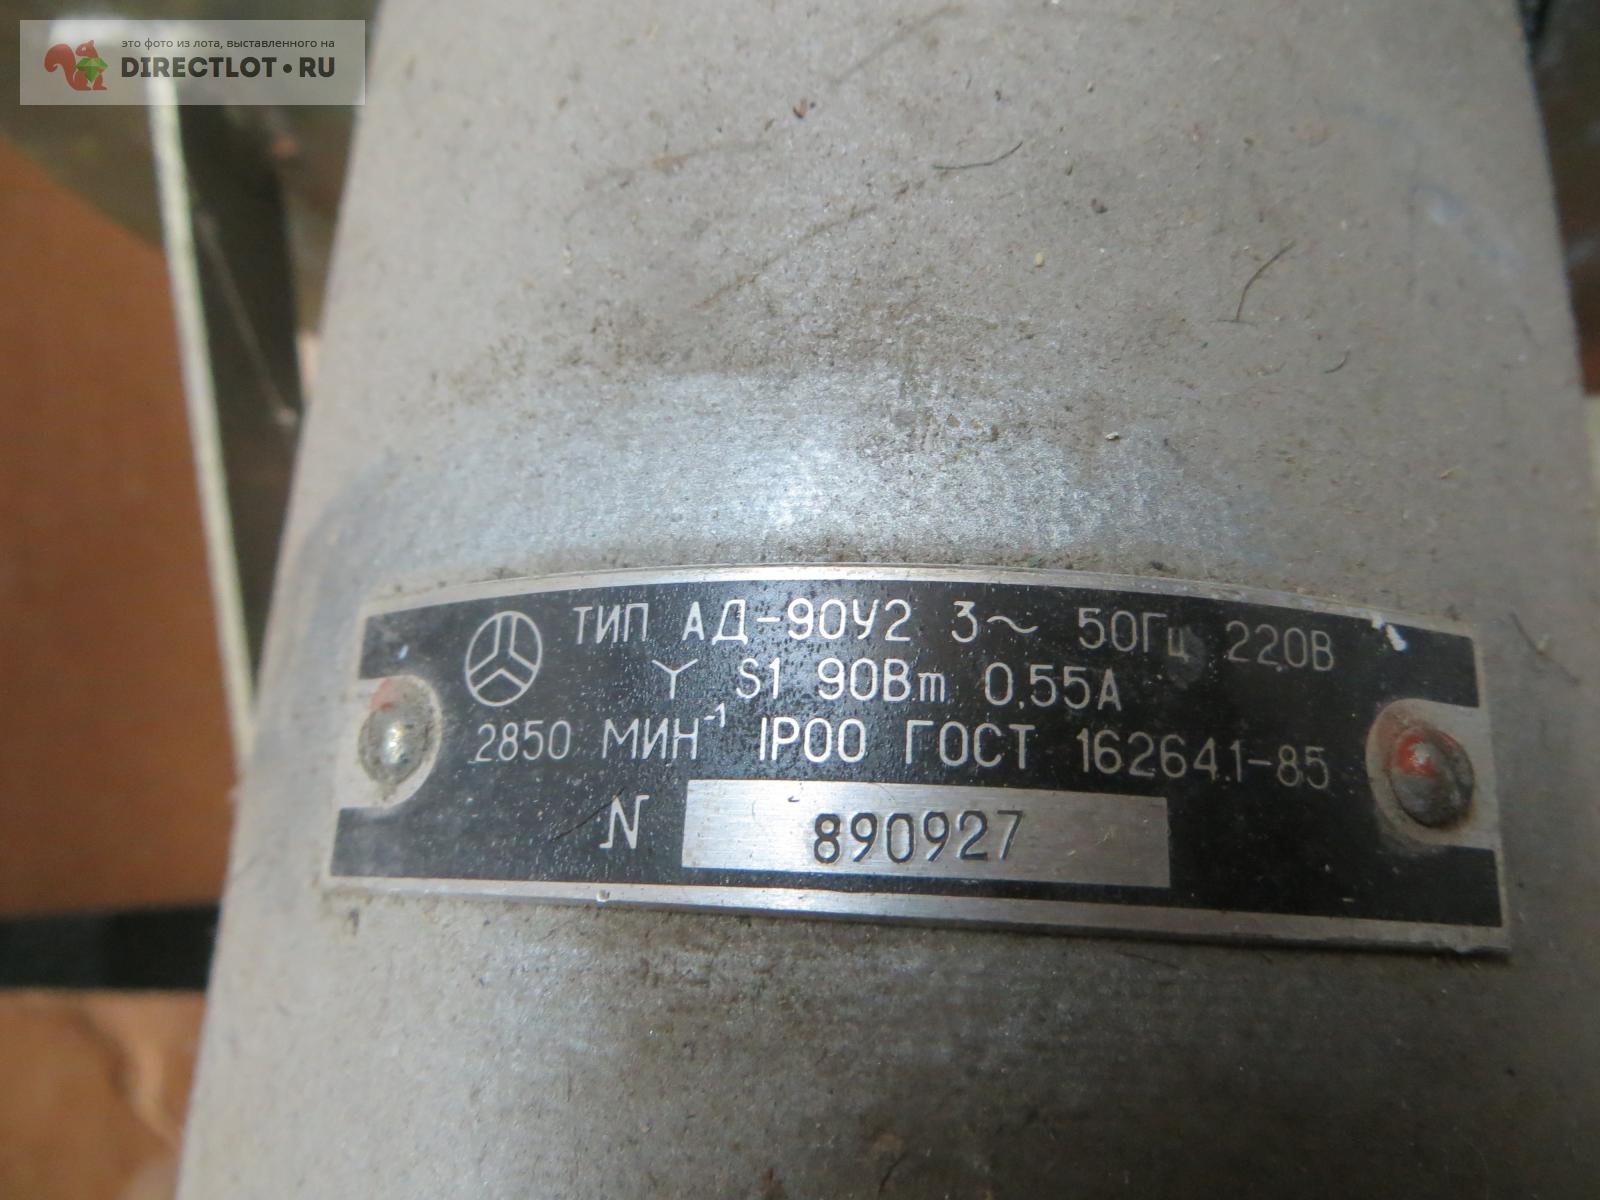 это фото из лота, выставленного на
DIRECTLOT•RU
ТИП АД-90У2 3~ 50Гц 220В
Y S1 90Вт 0,55А
2850 МИН⁻¹ IP00 ГОСТ 16264.1-85
N 890927